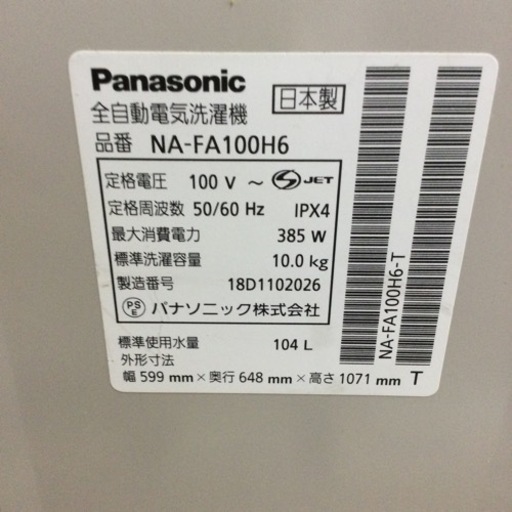 Panasonic
日本製
全自動電気洗濯機
品番 NA-FA100H6
定格電圧 100 V ～ S JET
定格周波数 50/60 Hz IPX4
最大消費電力 385 W
標準洗濯容量 10.0 kg
製造番号 18D1102026
PS E パナソニック株式会社
標準使用水量 104 L
外形寸法
幅 599 mm × 奥行 648 mm × 高さ 1071 mm T
NA-FA100H6-T